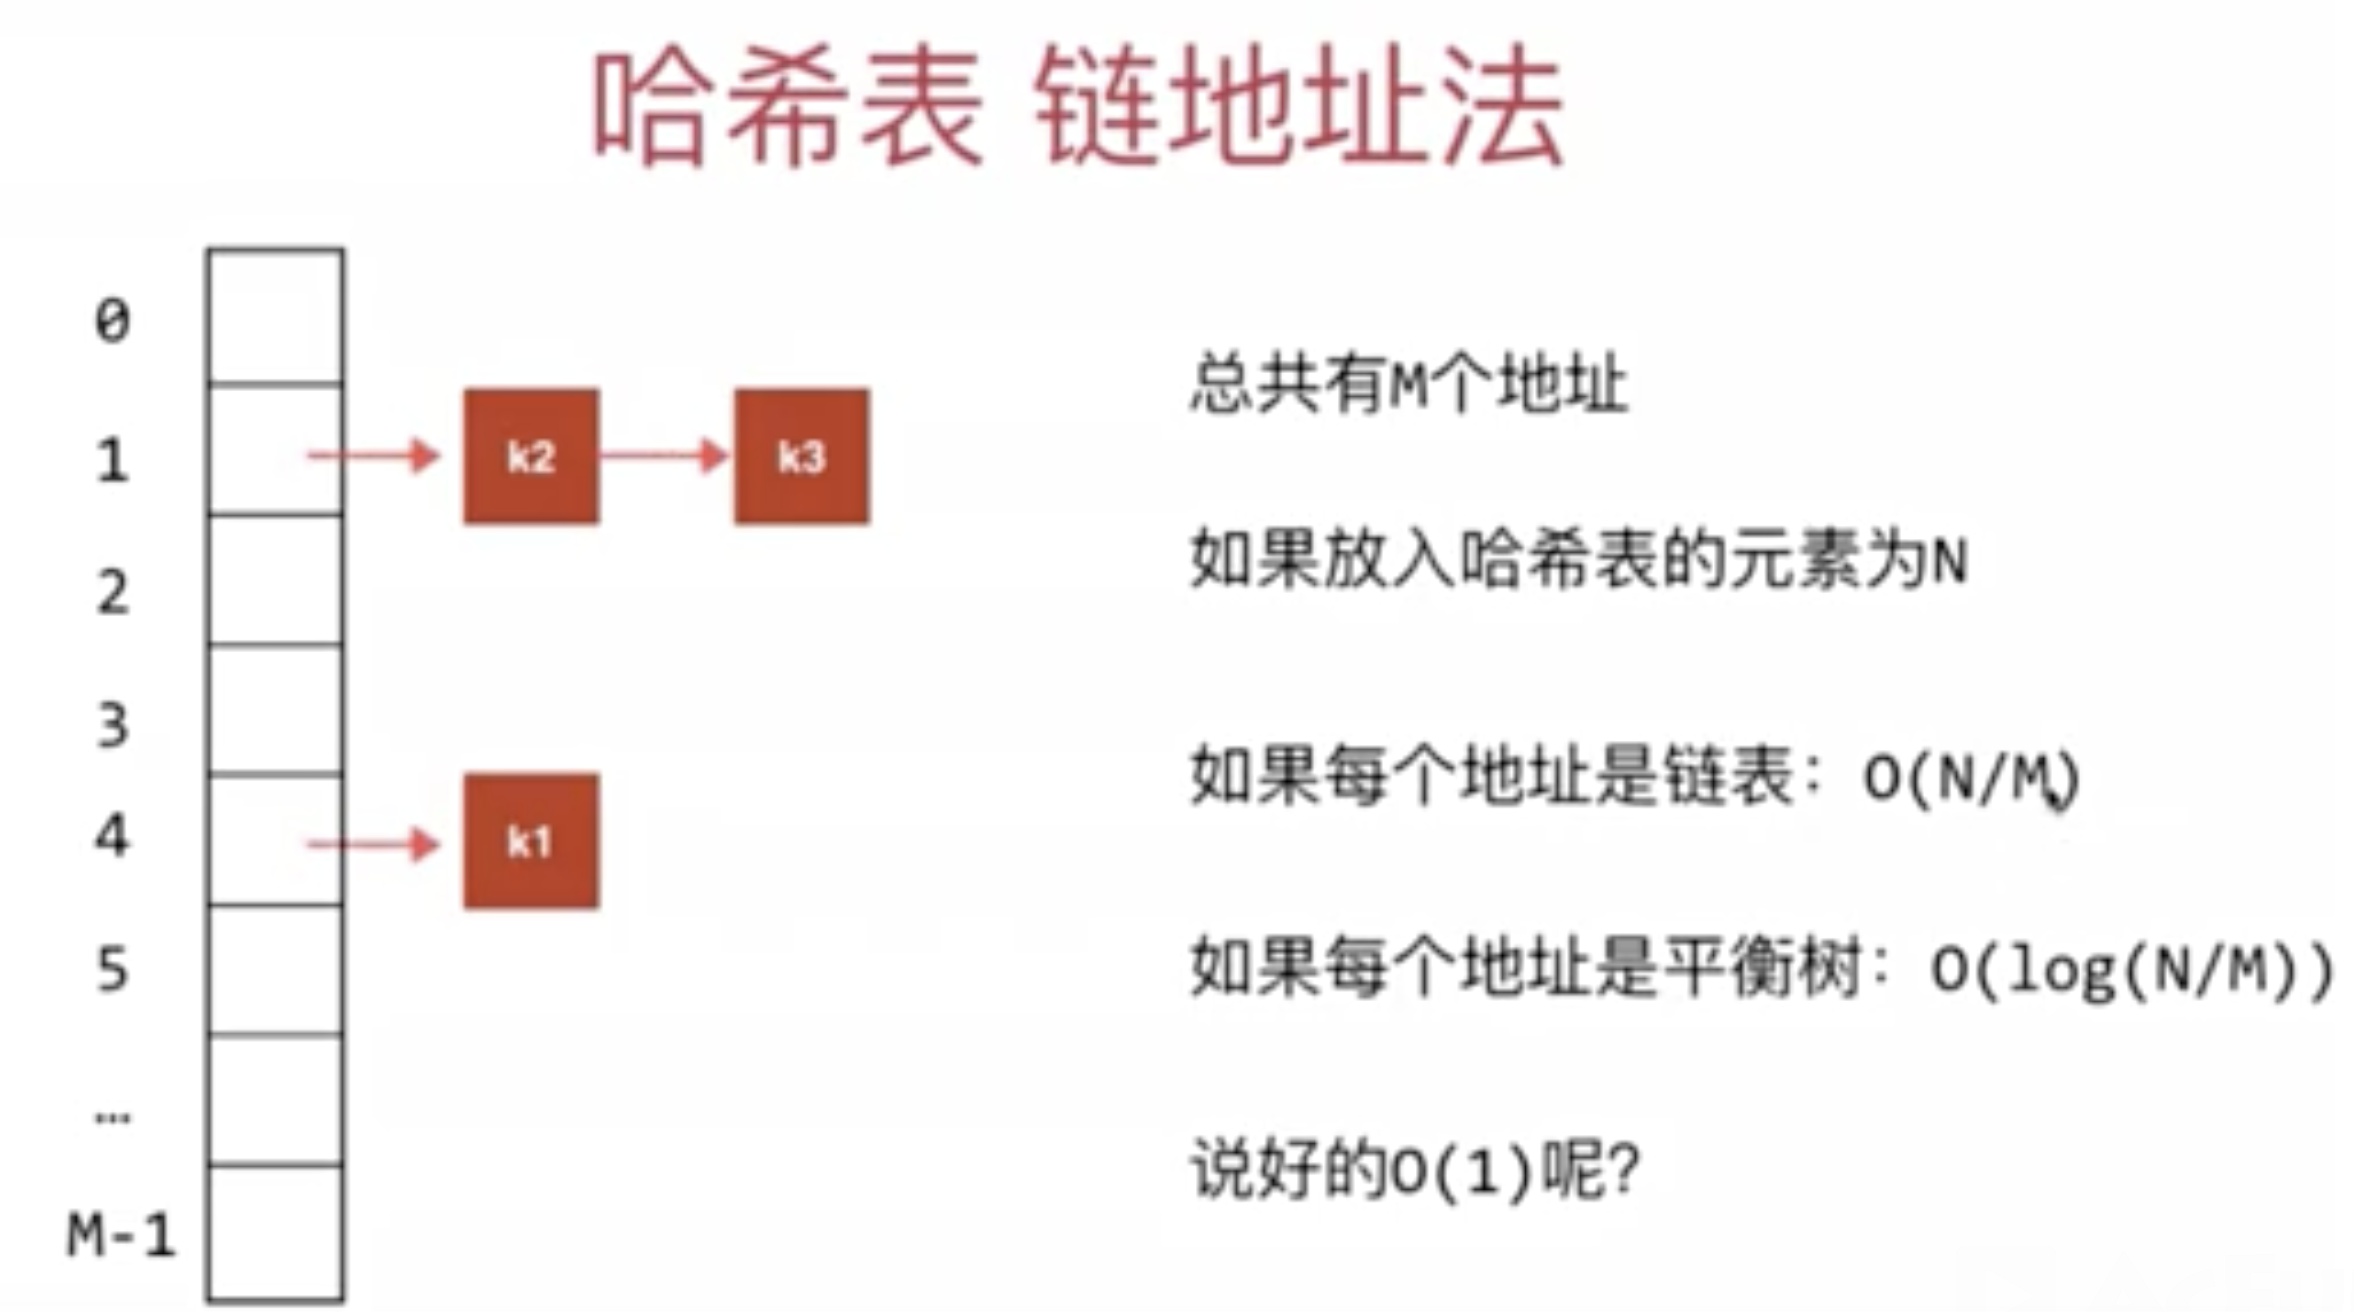 哈希表 链地址法
0
1
k2
k3
2
3
4
k1
5
…
M-1
总共有M个地址
如果放入哈希表的元素为N
如果每个地址是链表：O(N/M)
如果每个地址是平衡树：O(log(N/M))
说好的O(1)呢？